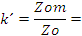 k´ = Zom / Zo =